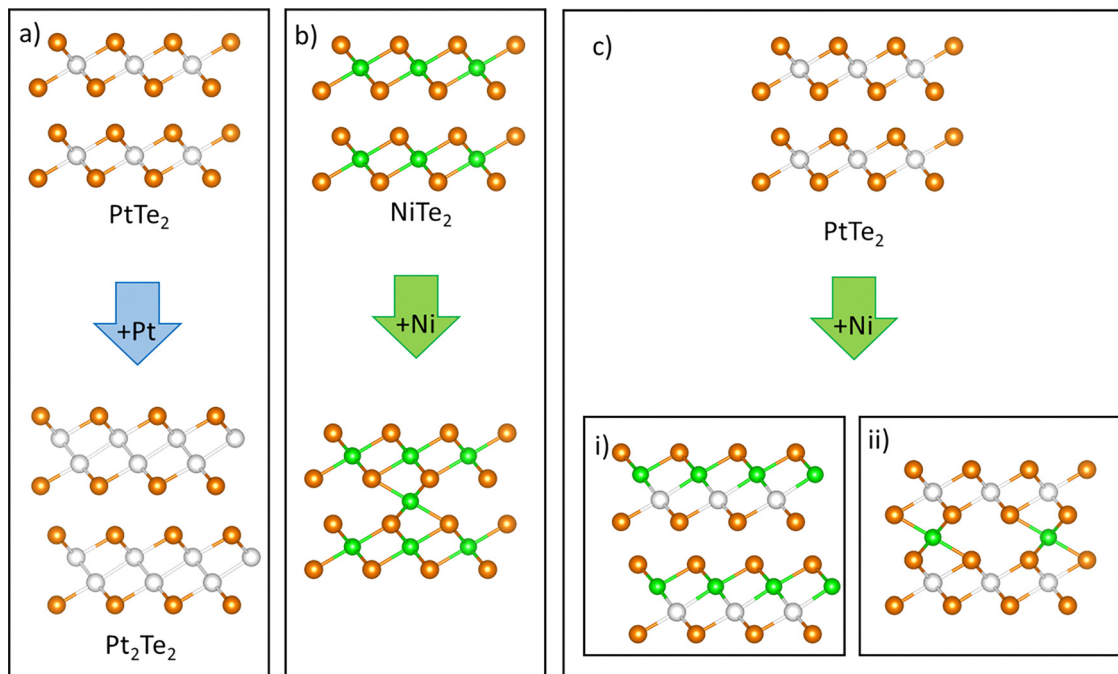 a)
PtTe₂
+Pt
Pt₂Te₂
b)
NiTe₂
+Ni
c)
PtTe₂
+Ni
i)
ii)